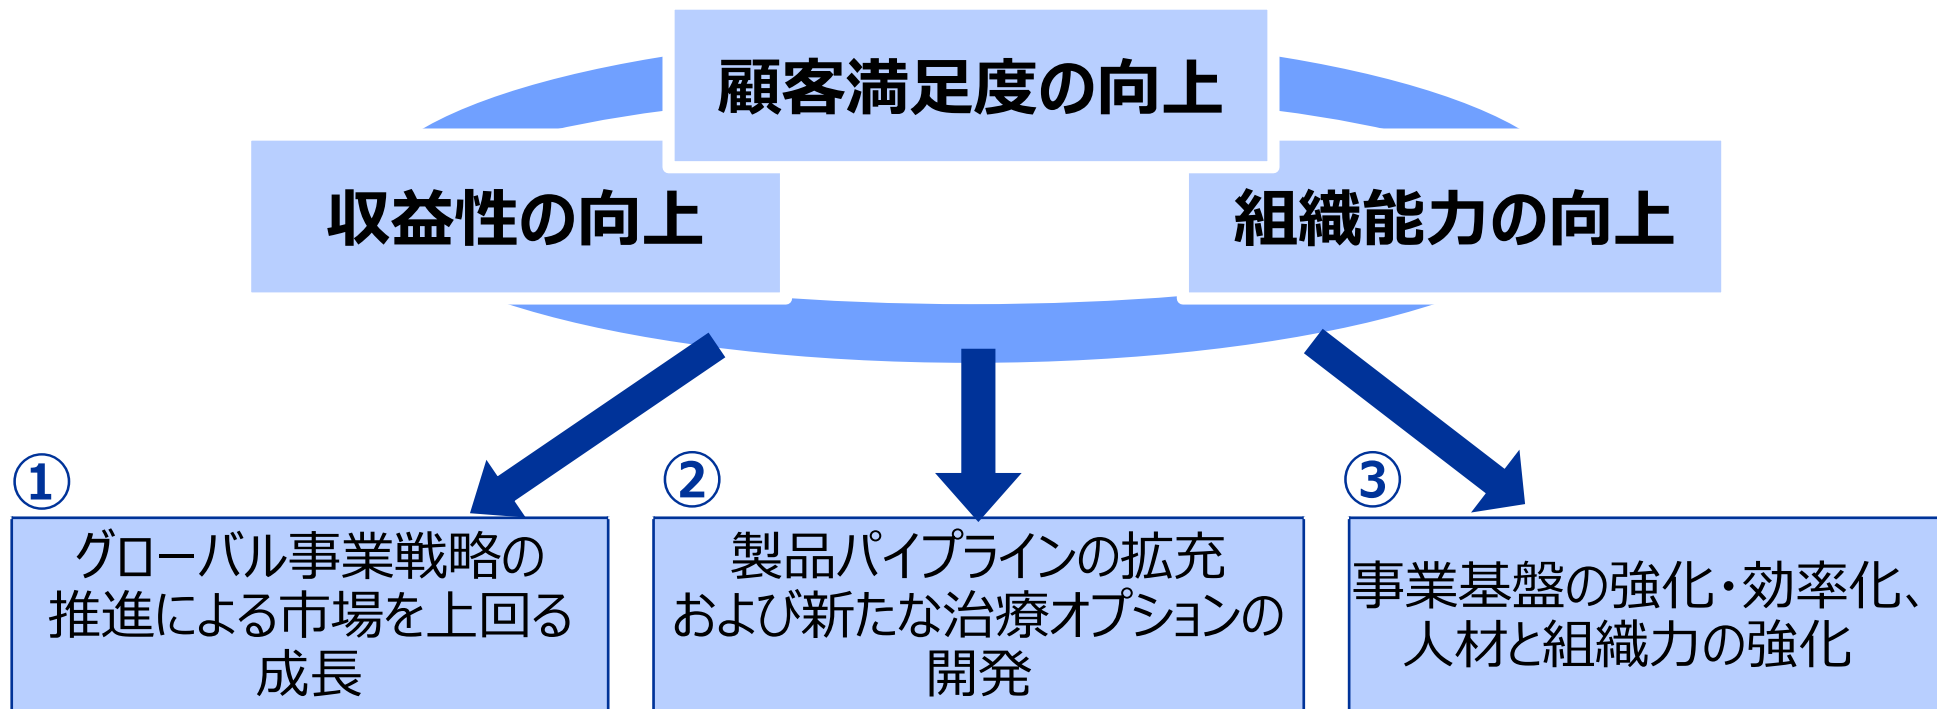 顧客満足度の向上
収益性の向上
組織能力の向上
①
グローバル事業戦略の
推進による市場を上回る
成長
②
製品パイプラインの拡充
および新たな治療オプションの
開発
③
事業基盤の強化・効率化、
人材と組織力の強化